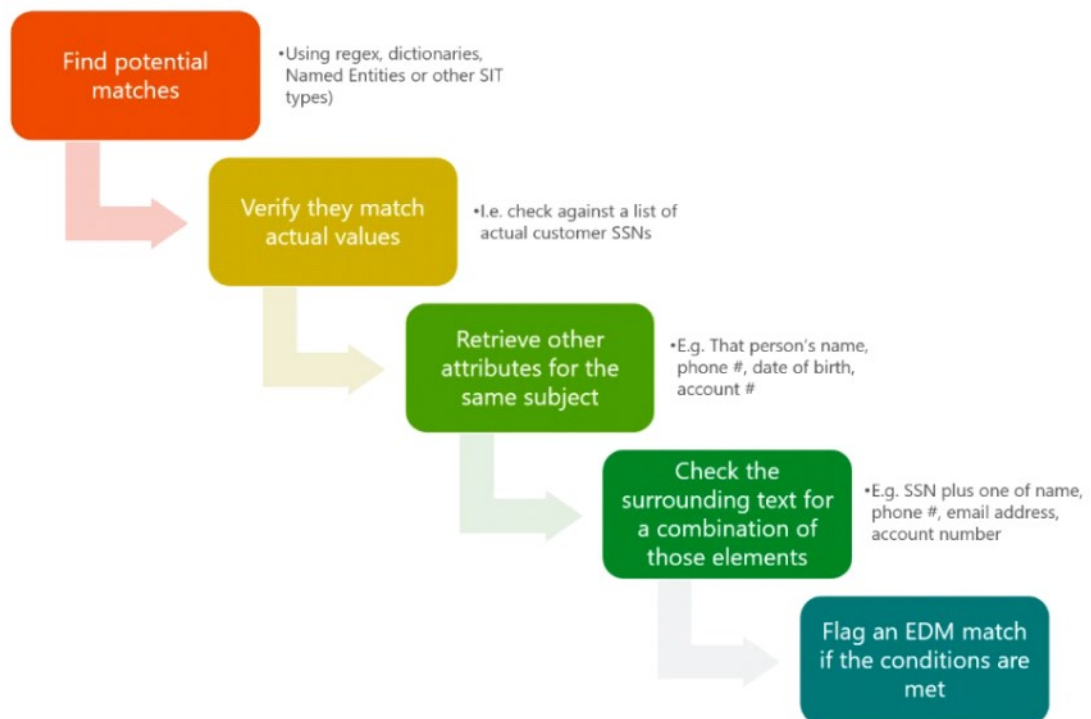 Find potential
matches
•Using regex, dictionaries,
Named Entities or other SIT
types)
Verify they match
actual values
•I.e. check against a list of
actual customer SSNs
Retrieve other
attributes for the
same subject
•E.g. That person's name,
phone #, date of birth,
account #
Check the
surrounding text for
a combination of
those elements
•E.g. SSN plus one of name,
phone #, email address,
account number
Flag an EDM match
if the conditions are
met